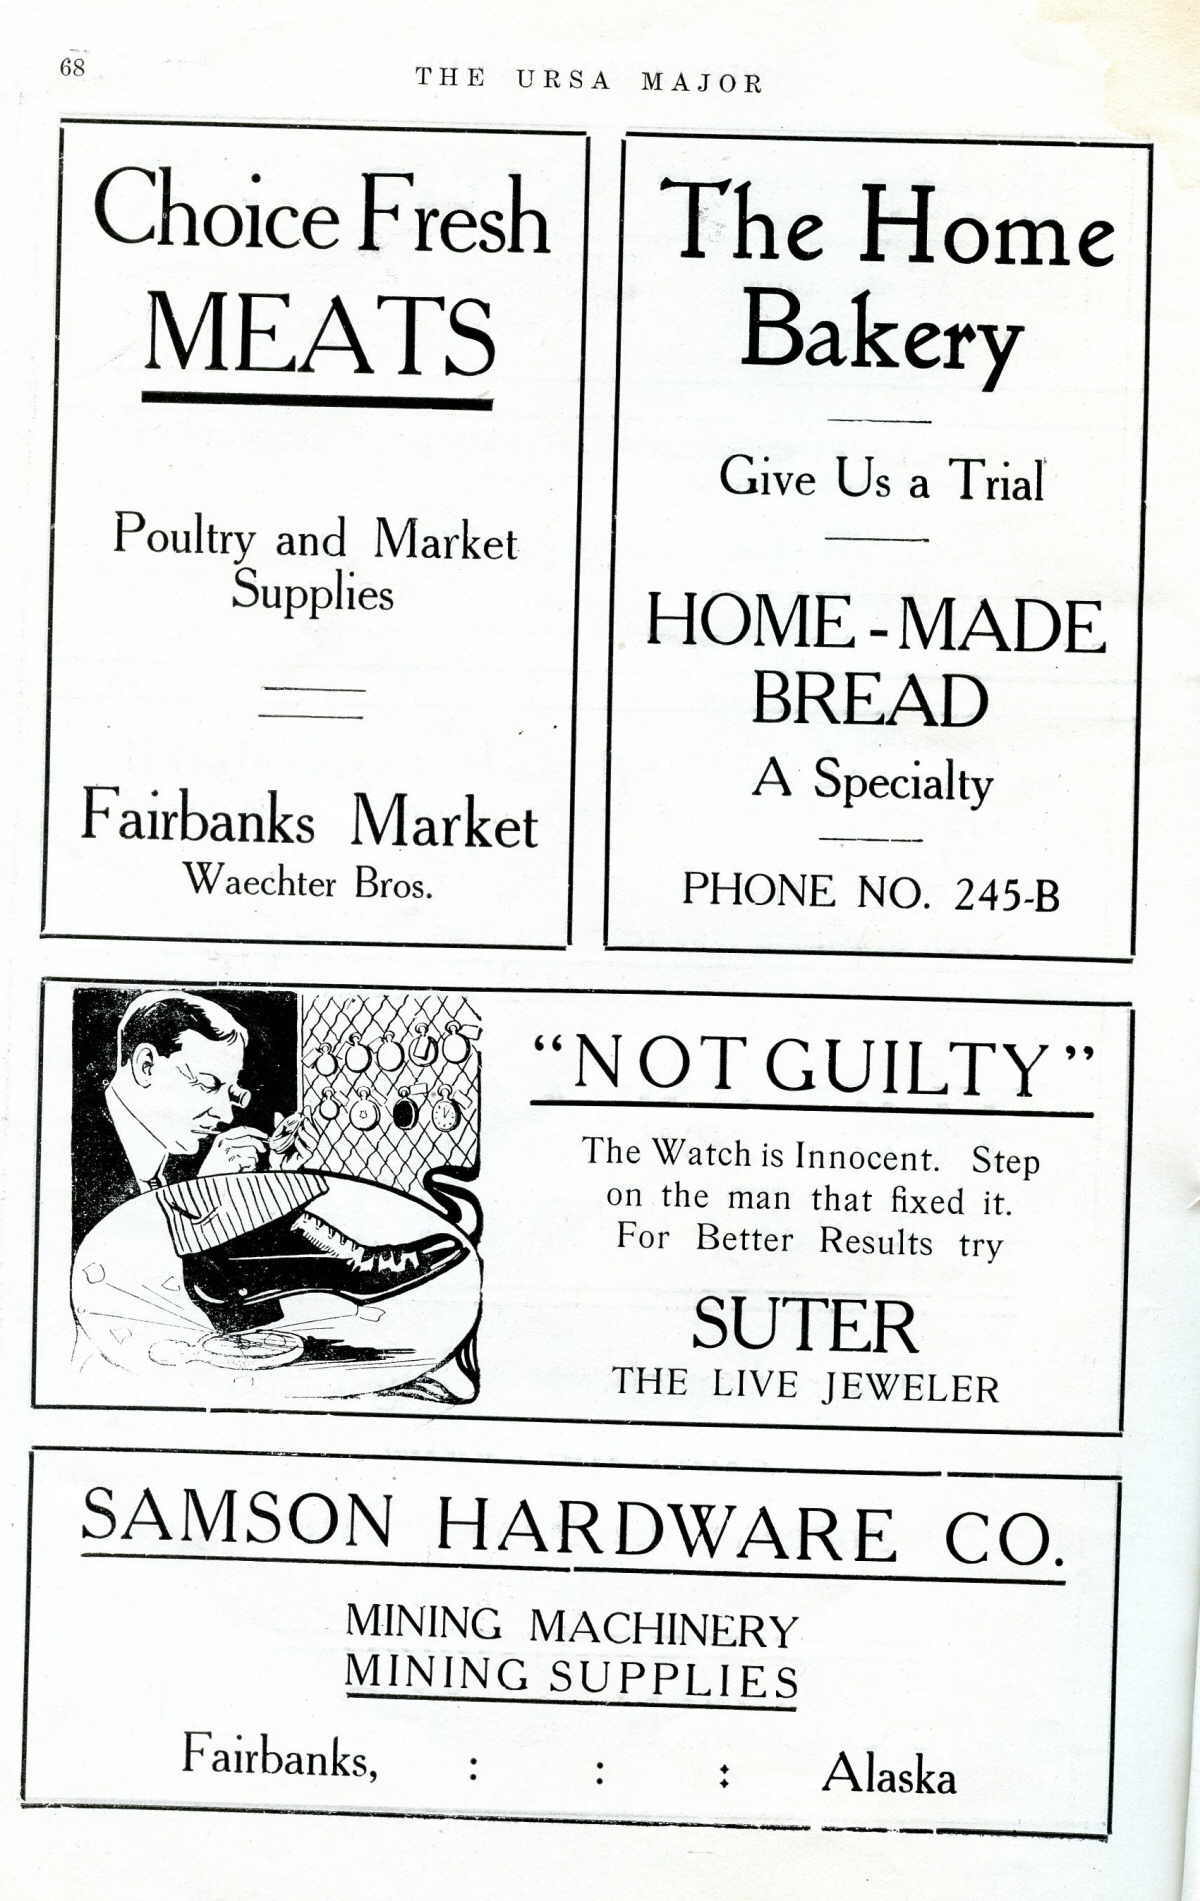 68
THE URSA MAJOR
Choice Fresh
MEATS
Poultry and Market
Supplies
Fairbanks Market
Waechter Bros.
The Home
Bakery
Give Us a Trial
HOME-MADE
BREAD
A Specialty
PHONE NO. 245-B
"NOT GUILTY"
The Watch is Innocent. Step
on the man that fixed it.
For Better Results try
SUTER
THE LIVE JEWELER
SAMSON HARDWARE CO.
MINING MACHINERY
MINING SUPPLIES
Fairbanks, : : : Alaska